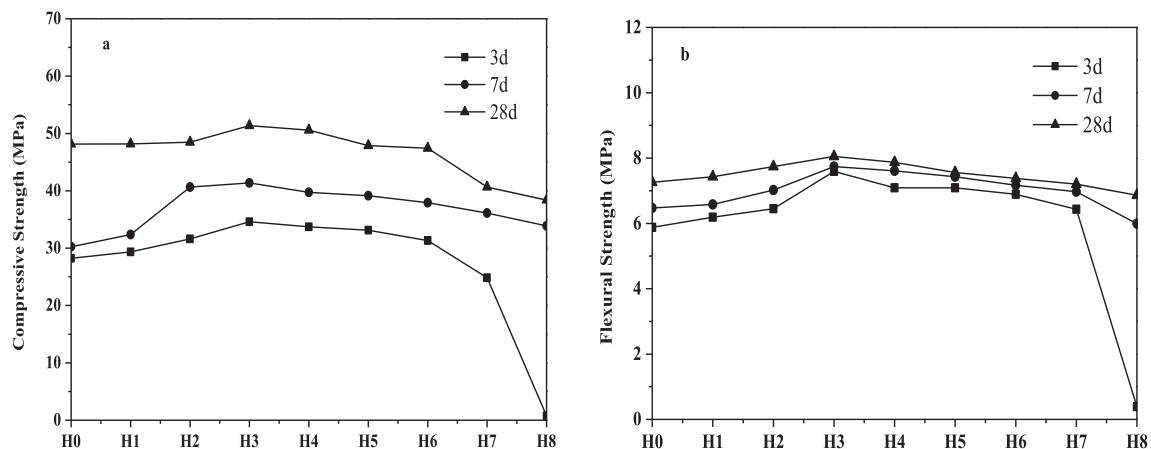 a
3d
7d
28d
Compressive Strength (MPa)
70
60
50
40
30
20
10
0
H0 H1 H2 H3 H4 H5 H6 H7 H8
b
3d
7d
28d
Flexural Strength (MPa)
12
10
8
6
4
2
0
H0 H1 H2 H3 H4 H5 H6 H7 H8